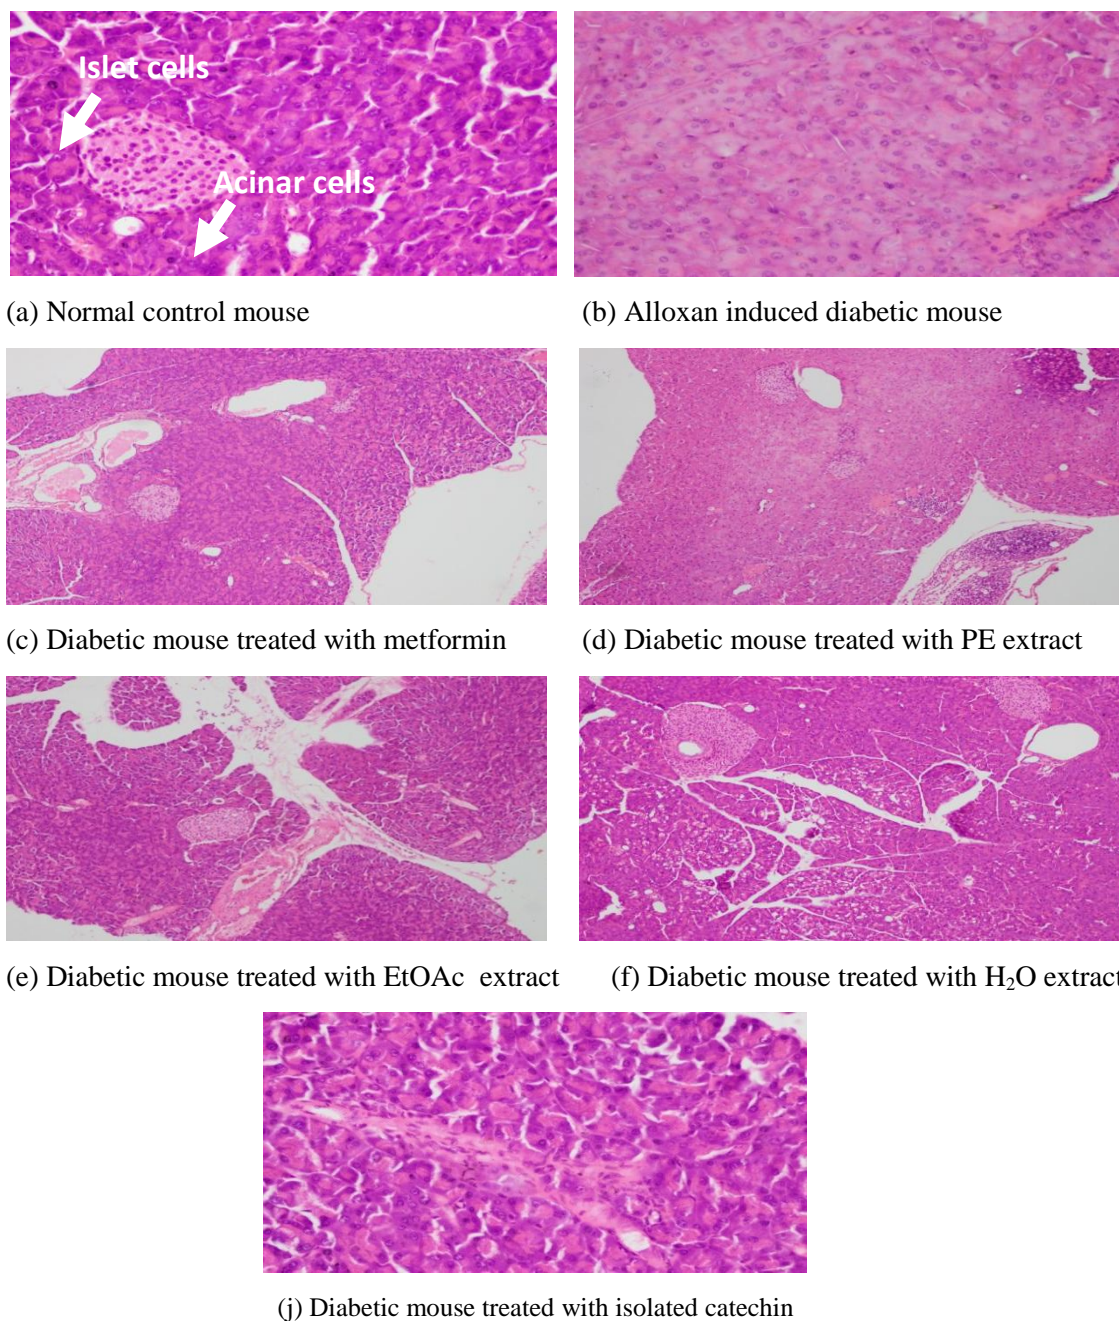 Islet cells
Acinar cells
(a) Normal control mouse
(b) Alloxan induced diabetic mouse
(c) Diabetic mouse treated with metformin
(d) Diabetic mouse treated with PE extract
(e) Diabetic mouse treated with EtOAc extract
(f) Diabetic mouse treated with H₂O extract
(j) Diabetic mouse treated with isolated catechin